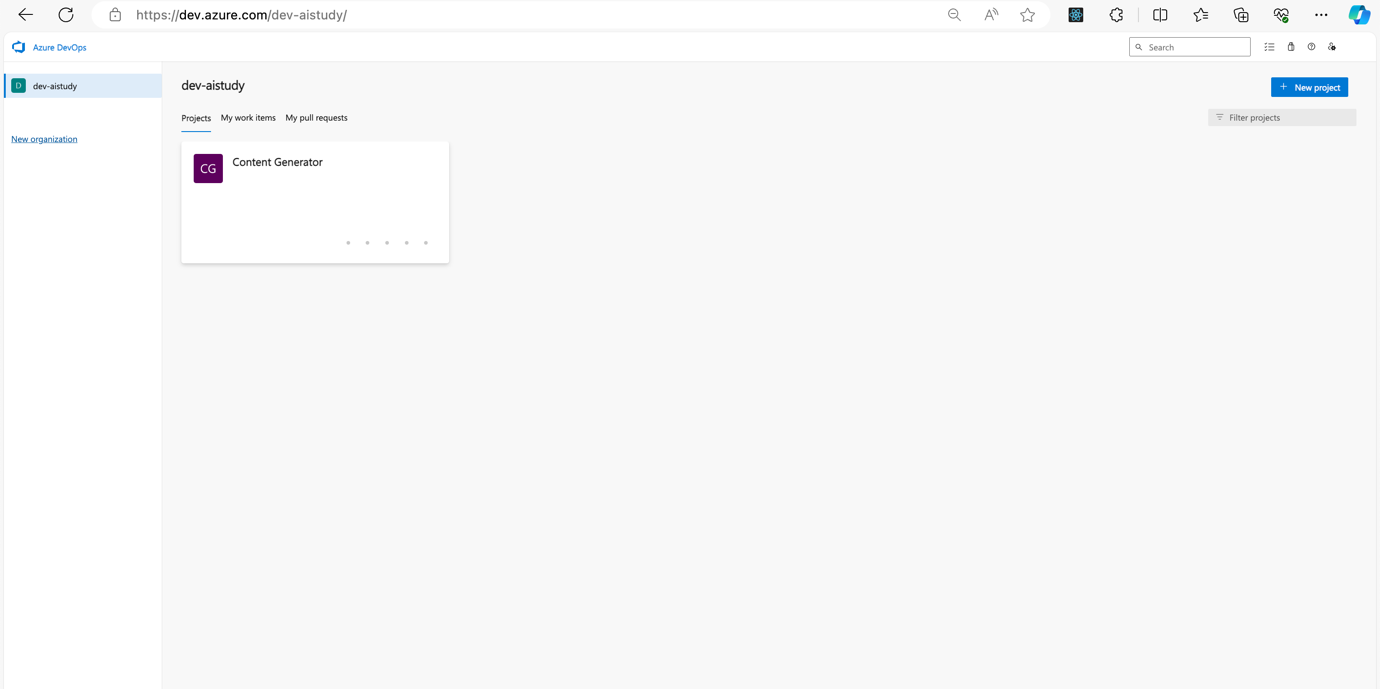 https://dev.azure.com/dev-aistudy/
Azure DevOps
Search
D dev-aistudy
New organization
dev-aistudy
New project
Projects My work items My pull requests
Filter projects
CG Content Generator